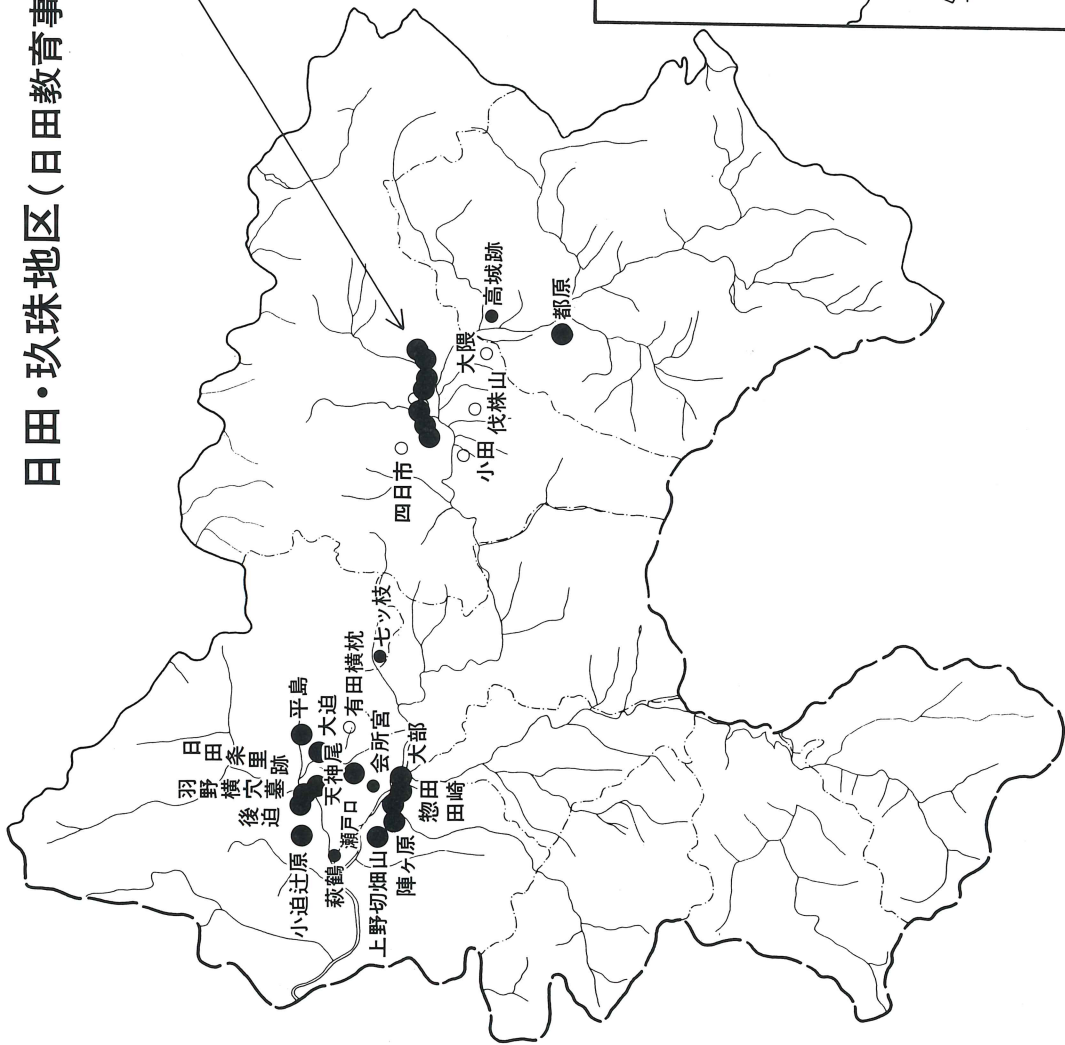 日田・玖珠地区(日田教育事
高城跡
都原
大隈
伐株山
小田
四日市
七ツ枝
有田横枕
平島
大迫
日田条里跡
天神尾
会所宮
大部
羽野横穴墓
後迫
惣田
田崎
瀬戸口
小迫辻原
萩鶴
上野切畑山
陣ヶ原